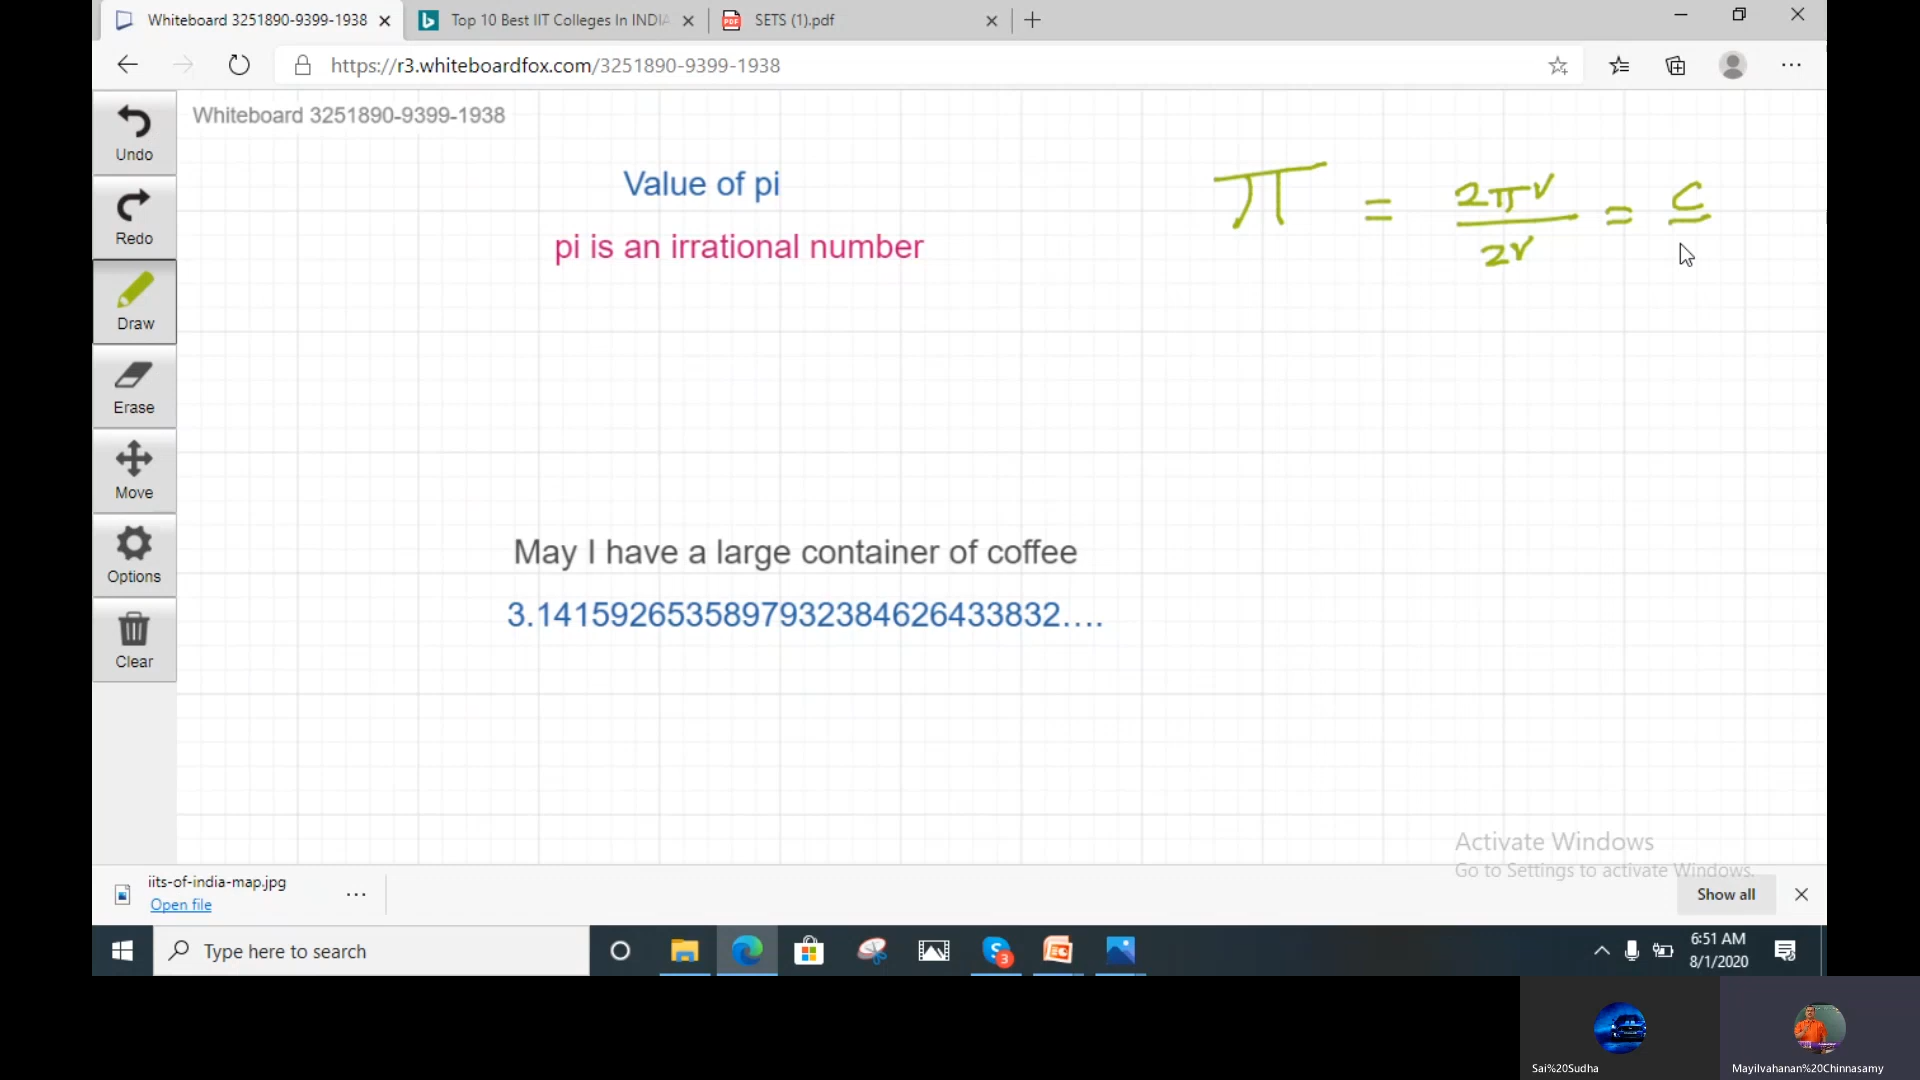 Whiteboard 3251890-9399-1938
Top 10 Best IIT Colleges In INDIA
SETS (1).pdf
https://r3.whiteboardfox.com/3251890-9399-1938
Undo
Redo
Draw
Erase
Move
Options
Clear
Whiteboard 3251890-9399-1938
Value of pi
pi is an irrational number
π = 2πr/2r = C
May I have a large container of coffee
3.1415926535897932384626433832....
Activate Windows
Go to Settings to activate Windows.
iits-of-india-map.jpg
Open file
Show all
Type here to search
3
6:51 AM
8/1/2020
Sai%20Sudha
Mayilvahanan%20Chinnasamy